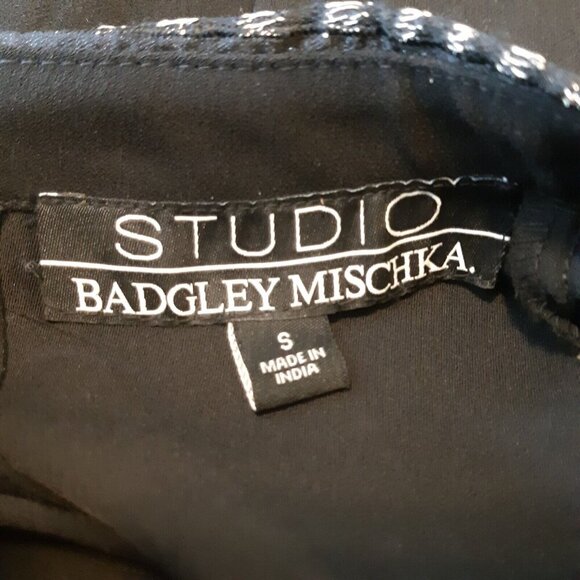 STUDIO
BADGLEY MISCHKA.
S
MADE IN
INDIA